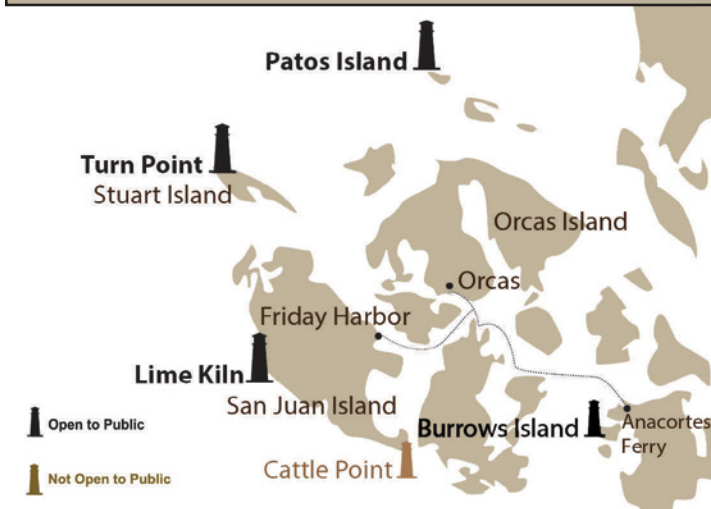 Patos Island
Turn Point
Stuart Island
Orcas Island
Orcas
Friday Harbor
Lime Kiln
San Juan Island
Open to Public
Burrows Island
Anacortes
Ferry
Cattle Point
Not Open to Public